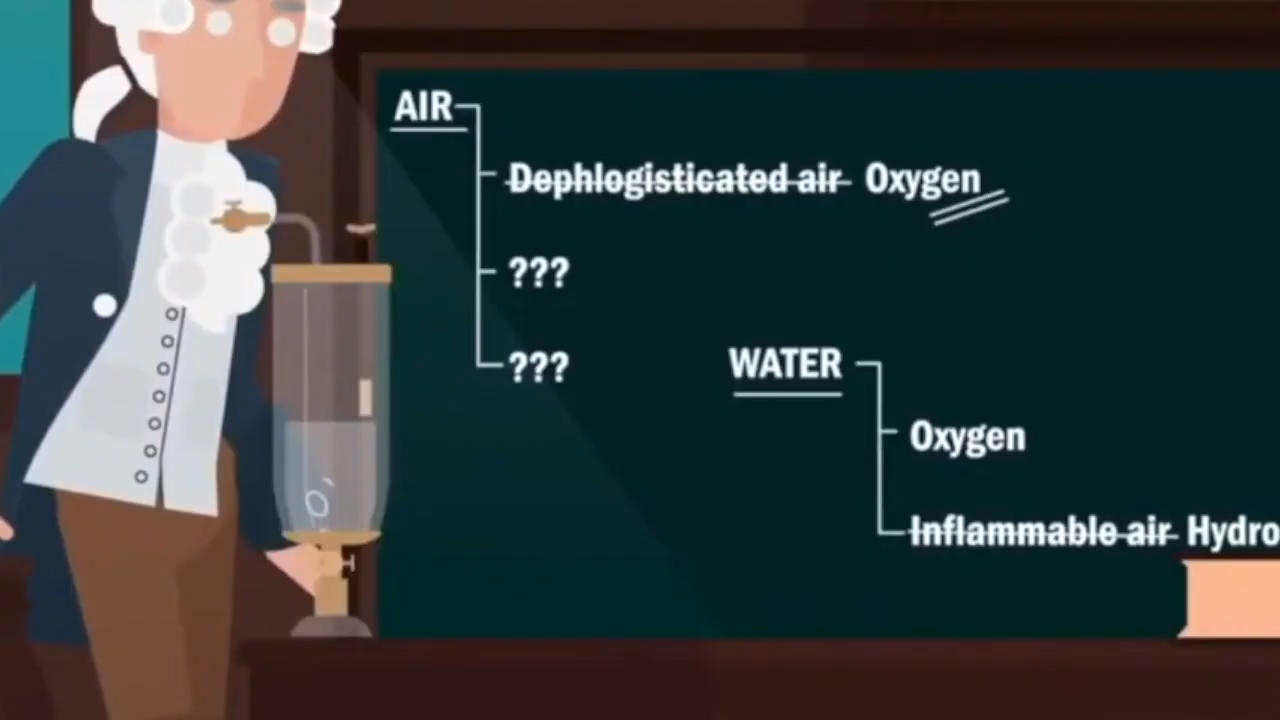 AIR
Dephlogisticated air Oxygen
???
???
WATER
Oxygen
Inflammable air Hydro